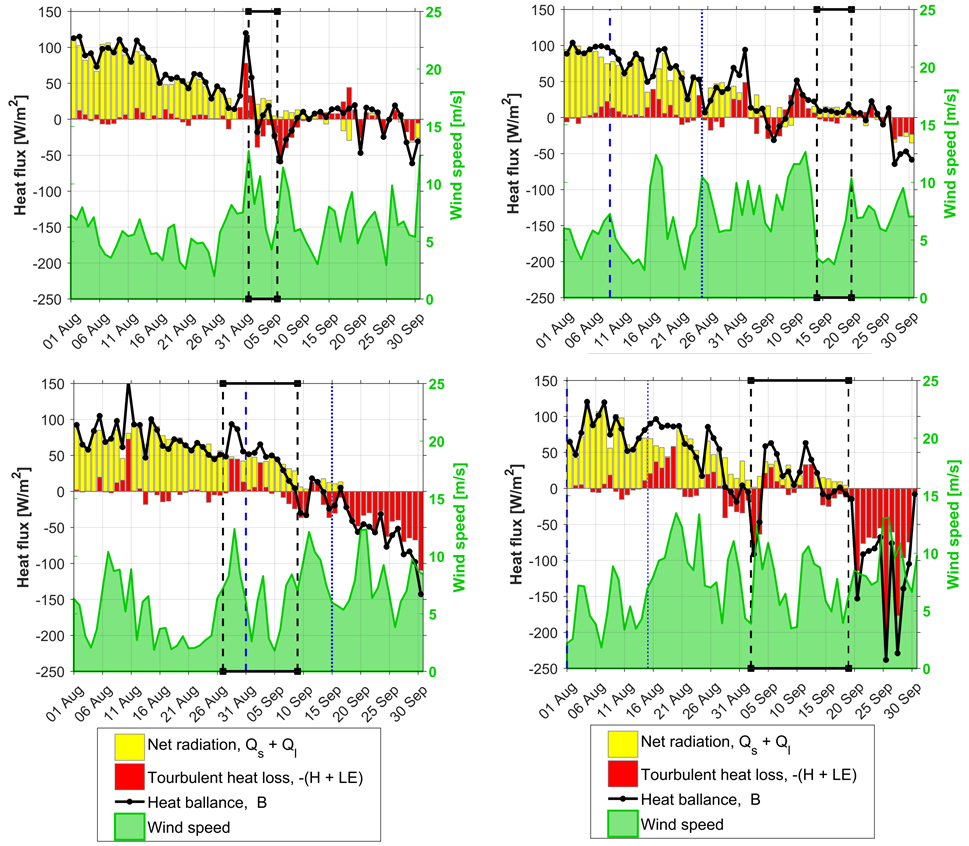 150
100
50
0
-50
-100
-150
-200
-250
Heat flux [W/m²]
25
20
15
10
5
0
Wind speed [m/s]
01 Aug
06 Aug
11 Aug
16 Aug
21 Aug
26 Aug
31 Aug
05 Sep
10 Sep
15 Sep
20 Sep
25 Sep
30 Sep
150
100
50
0
-50
-100
-150
-200
-250
Heat flux [W/m²]
25
20
15
10
5
0
Wind speed [m/s]
01 Aug
06 Aug
11 Aug
16 Aug
21 Aug
26 Aug
31 Aug
05 Sep
10 Sep
15 Sep
20 Sep
25 Sep
30 Sep
150
100
50
0
-50
-100
-150
-200
-250
Heat flux [W/m²]
25
20
15
10
5
0
Wind speed [m/s]
01 Aug
06 Aug
11 Aug
16 Aug
21 Aug
26 Aug
31 Aug
05 Sep
10 Sep
15 Sep
20 Sep
25 Sep
30 Sep
150
100
50
0
-50
-100
-150
-200
-250
Heat flux [W/m²]
25
20
15
10
5
0
Wind speed [m/s]
01 Aug
06 Aug
11 Aug
16 Aug
21 Aug
26 Aug
31 Aug
05 Sep
10 Sep
15 Sep
20 Sep
25 Sep
30 Sep
Net radiation, Qs + Ql
Tourbulent heat loss, -(H + LE)
Heat ballance, B
Wind speed
Net radiation, Qs + Ql
Tourbulent heat loss, -(H + LE)
Heat ballance, B
Wind speed